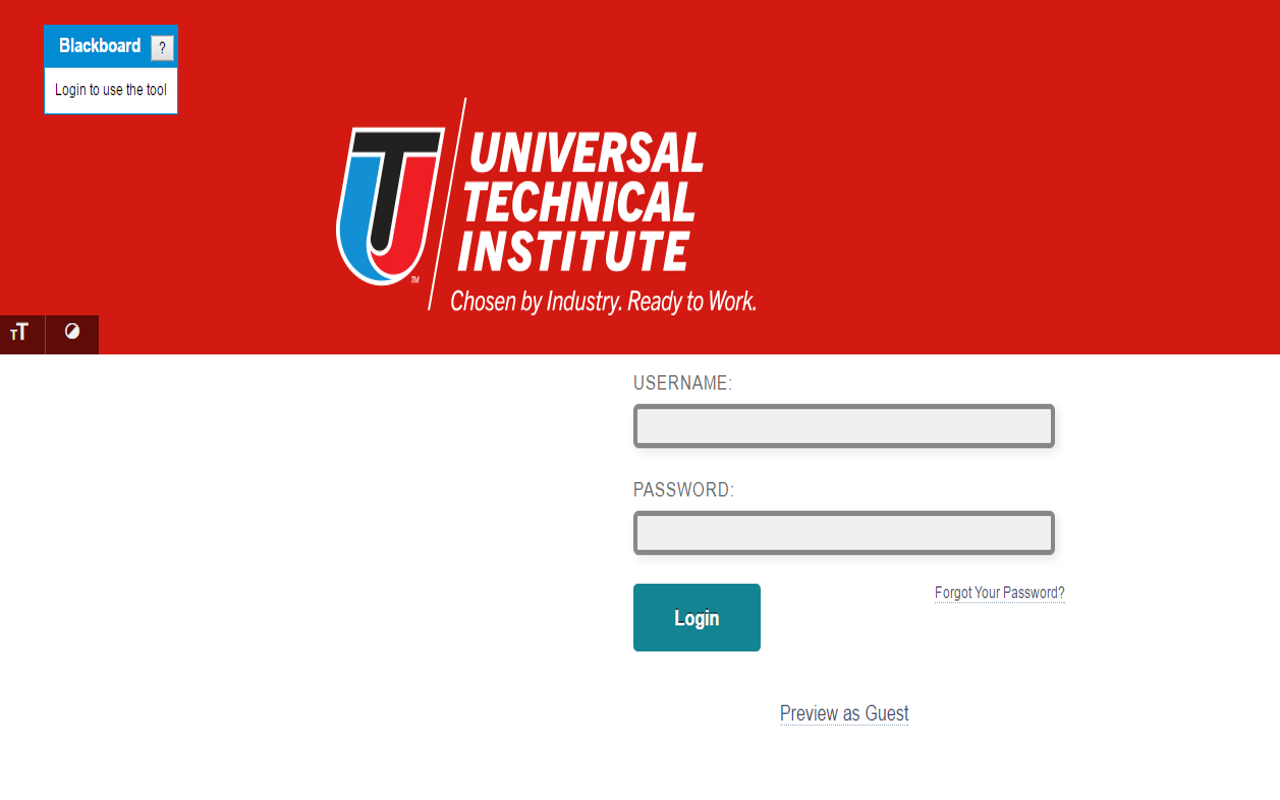 Blackboard ?
Login to use the tool
UNIVERSAL
TECHNICAL
INSTITUTE
TM
Chosen by Industry. Ready to Work.
TT
USERNAME:
PASSWORD:
Forgot Your Password?
Login
Preview as Guest